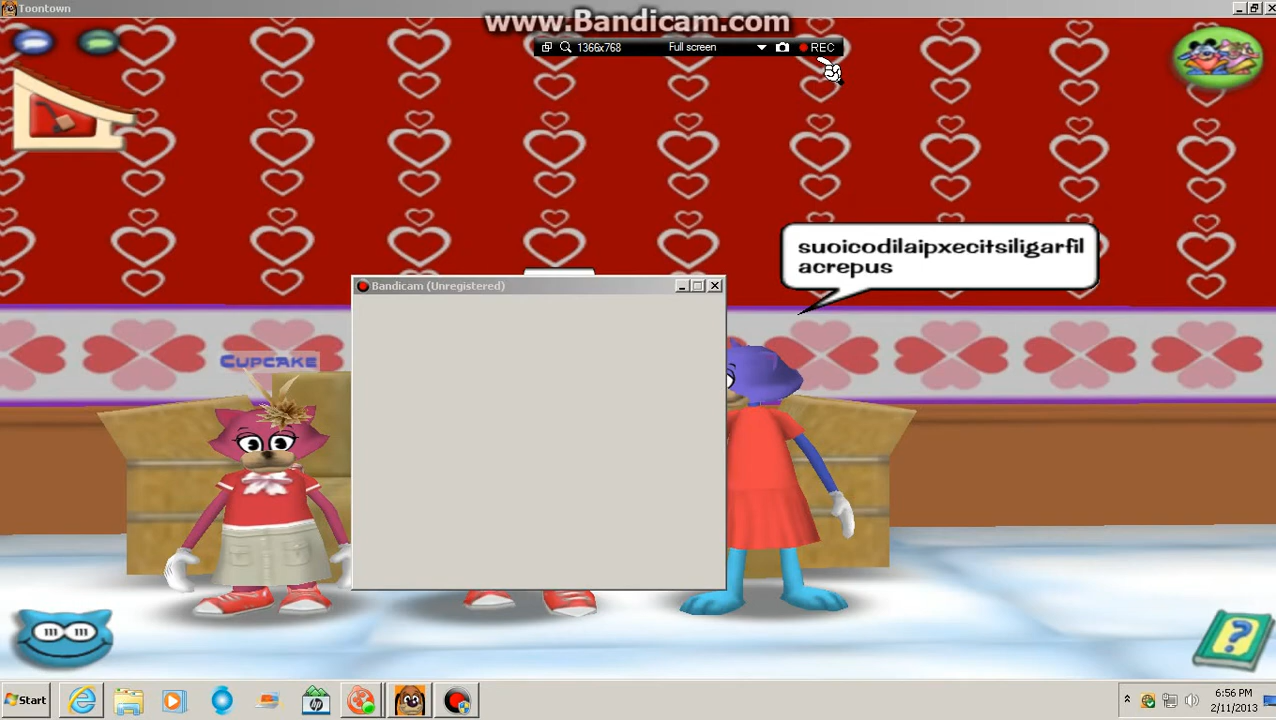 Toontown
www.Bandicam.com
1366x768 Full screen REC
suoicodilaipxecitsiligarfil
acrepus
Bandicam (Unregistered)
Cupcake
?
hp
Start
6:56 PM
2/11/2013